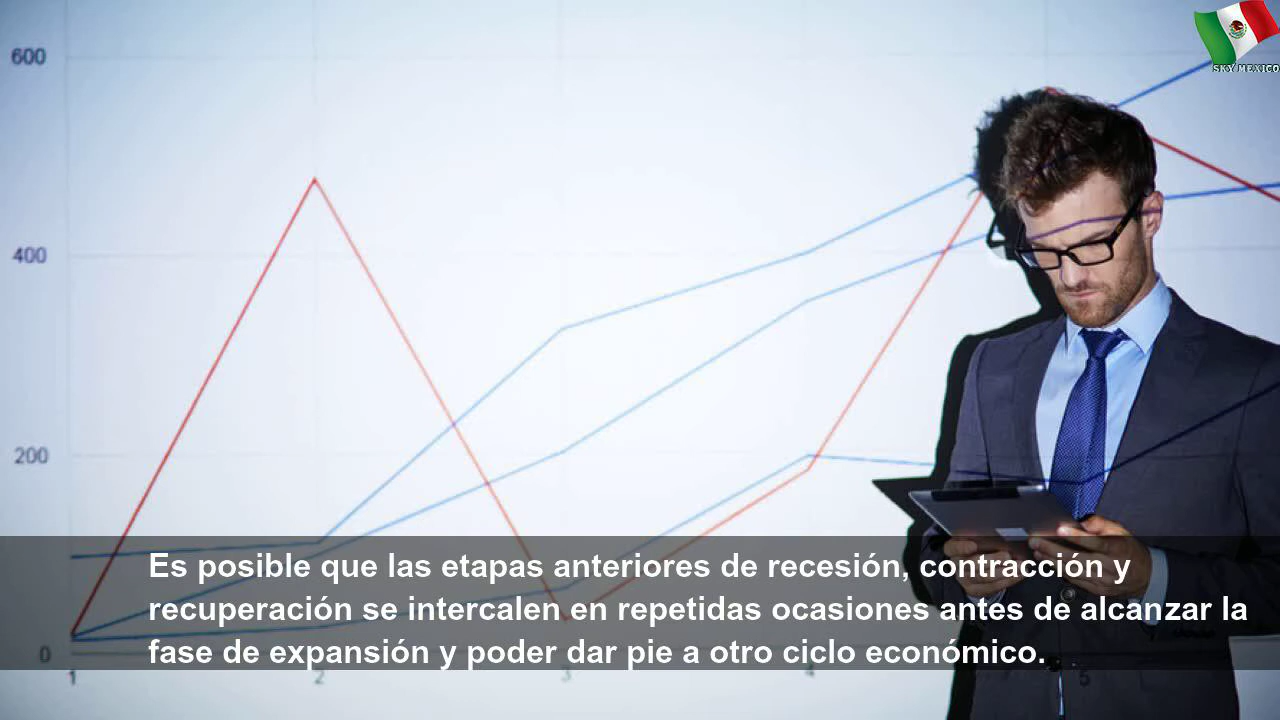 SKY MEXICO
600
400
200
0
1
2
3
4
5
Es posible que las etapas anteriores de recesión, contracción y
recuperación se intercalen en repetidas ocasiones antes de alcanzar la
fase de expansión y poder dar pie a otro ciclo económico.